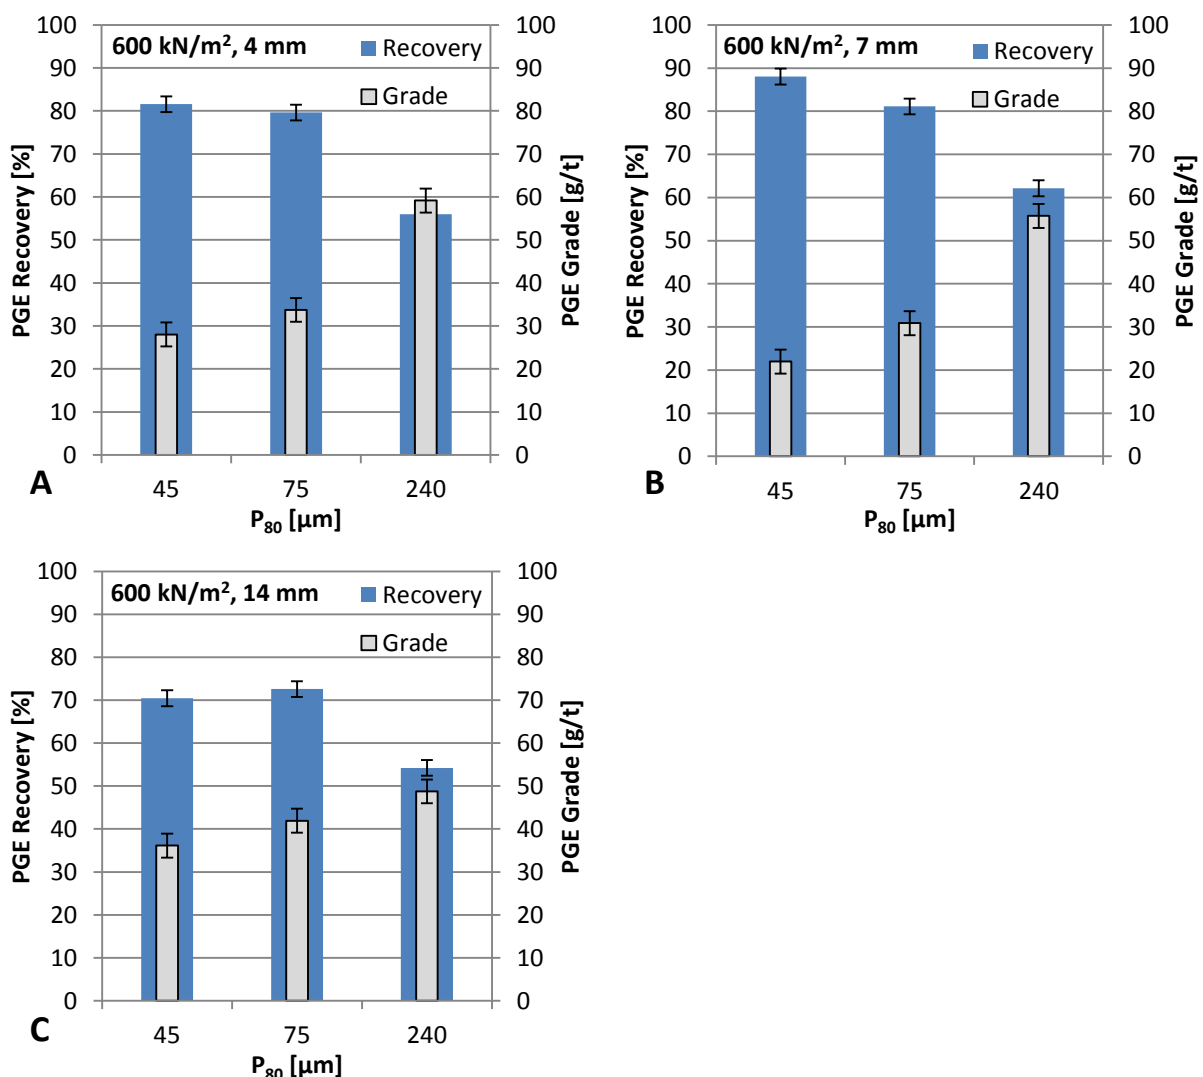 600 kN/m², 4 mm
Recovery
Grade
PGE Recovery [%]
100
90
80
70
60
50
40
30
20
10
0
100
90
80
70
60
50
40
30
20
10
0
PGE Grade [g/t]
45 75 240
P₈₀ [µm]
A
600 kN/m², 7 mm
Recovery
Grade
PGE Recovery [%]
100
90
80
70
60
50
40
30
20
10
0
100
90
80
70
60
50
40
30
20
10
0
PGE Grade [g/t]
45 75 240
P₈₀ [µm]
B
600 kN/m², 14 mm
Recovery
Grade
PGE Recovery [%]
100
90
80
70
60
50
40
30
20
10
0
100
90
80
70
60
50
40
30
20
10
0
PGE Grade [g/t]
45 75 240
P₈₀ [µm]
C